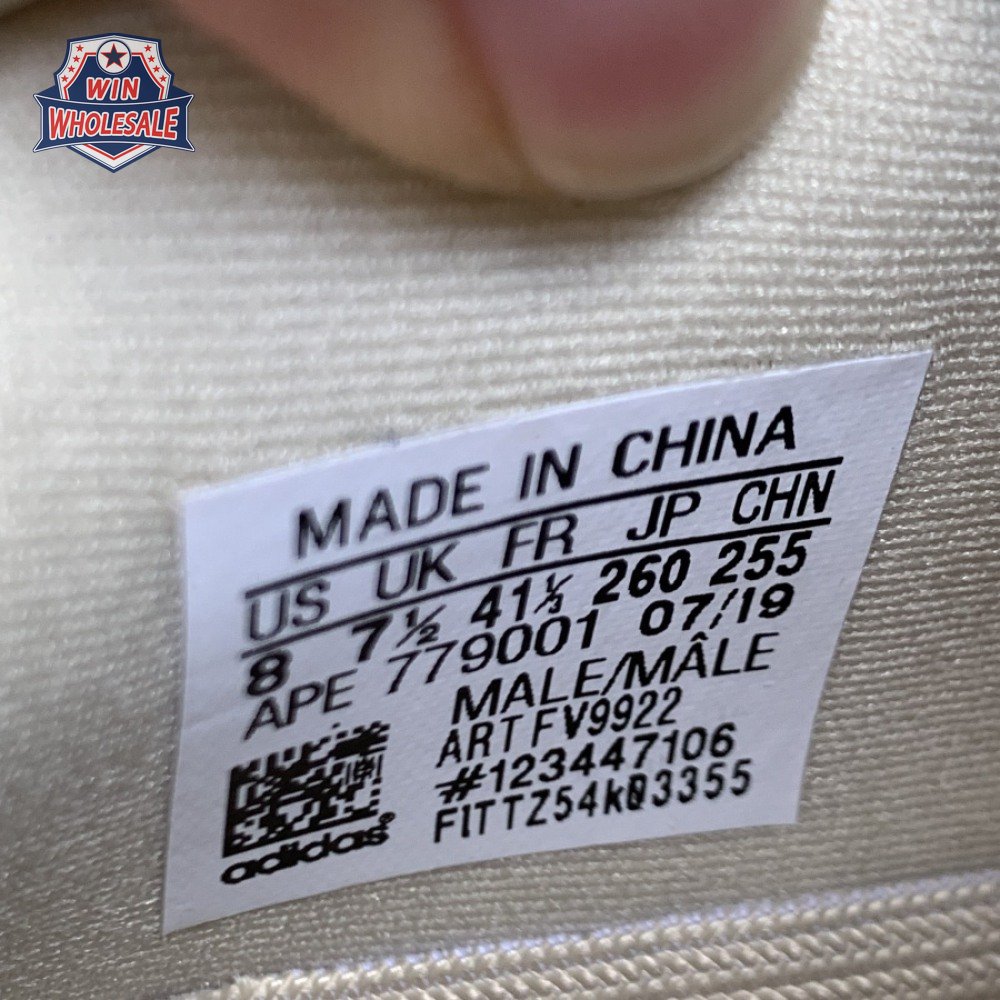 WIN
WHOLESALE
MADE IN CHINA
US UK FR JP CHN
8 7½ 41⅓ 260 255
APE 779001 07/19
MALE/MÂLE
ART FV9922
#123447106
FITTZ54k03355
adidas®